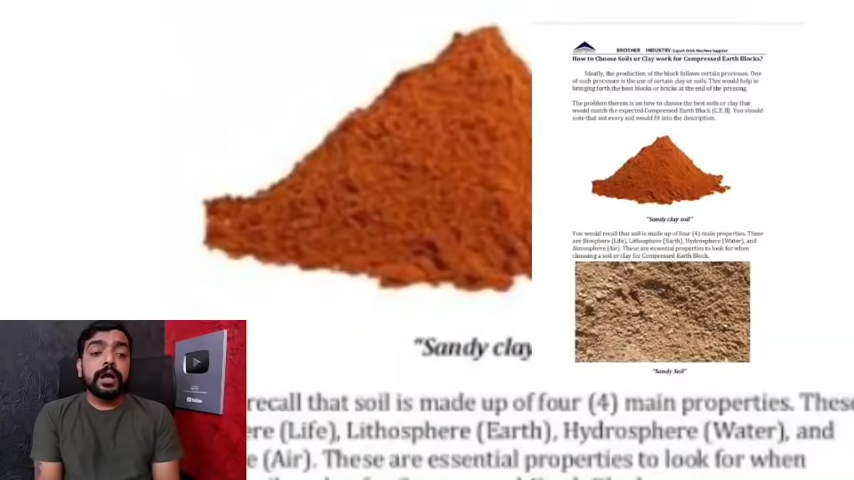 BROTHER INDUSTRY Expert Brick Machine Supplier
How to Choose Soils or Clay work for Compressed Earth Blocks?
Ideally, the production of the block follows certain processes. One
of such processes is the use of certain clay or soils. This would help in
bringing forth the best blocks or bricks at the end of the pressing.
The problem therein is on how to choose the best soils or clay that
would match the expected Compressed Earth Block (C.E.B). You should
note that not every soil would fit into the description.
"Sandy clay soil"
You would recall that soil is made up of four (4) main properties. These
are Biosphere (Life), Lithosphere (Earth), Hydrosphere (Water), and
Atmosphere (Air). These are essential properties to look for when
choosing a soil or clay for Compressed Earth Block.
"Sandy Soil"
"Sandy clay
recall that soil is made up of four (4) main properties. These
ere (Life), Lithosphere (Earth), Hydrosphere (Water), and
e (Air). These are essential properties to look for when